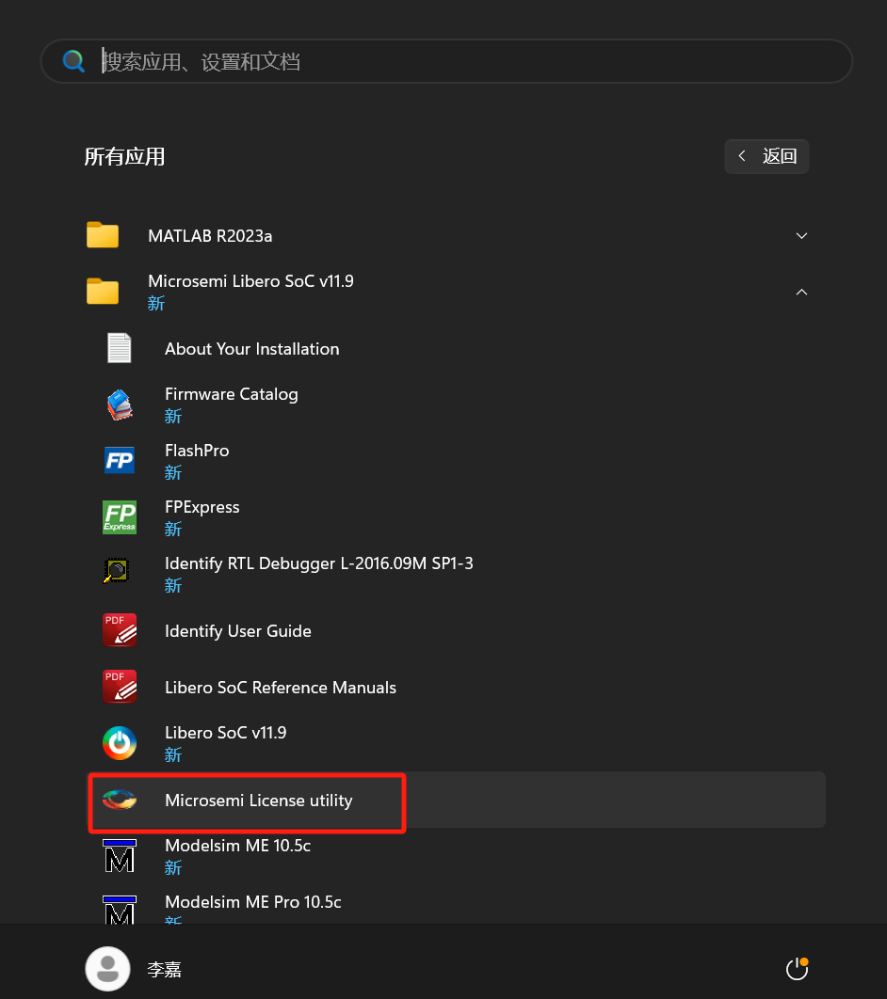 搜索应用、设置和文档
所有应用
返回
MATLAB R2023a
Microsemi Libero SoC v11.9
新
About Your Installation
Firmware Catalog
新
FP
FlashPro
新
FP
Express
FPExpress
新
Identify RTL Debugger L-2016.09M SP1-3
新
PDF
Identify User Guide
PDF
Libero SoC Reference Manuals
Libero SoC v11.9
新
Microsemi License utility
M
Modelsim ME 10.5c
新
M
Modelsim ME Pro 10.5c
新
李嘉